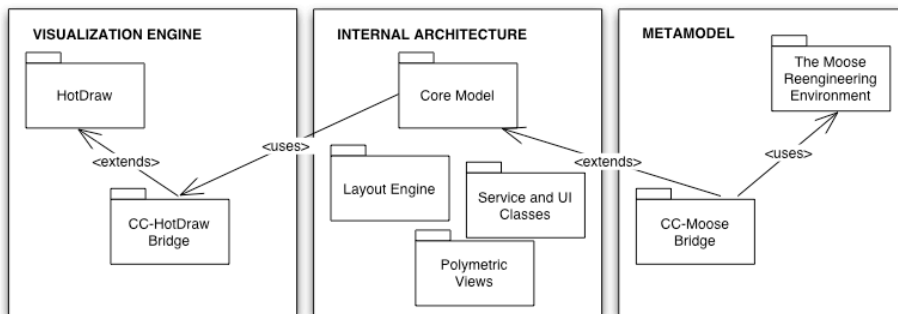 VISUALIZATION ENGINE
HotDraw
<extends>
CC-HotDraw
Bridge
<uses>
INTERNAL ARCHITECTURE
Core Model
Layout Engine
Service and UI
Classes
Polymetric
Views
<extends>
METAMODEL
The Moose
Reengineering
Environment
<uses>
CC-Moose
Bridge